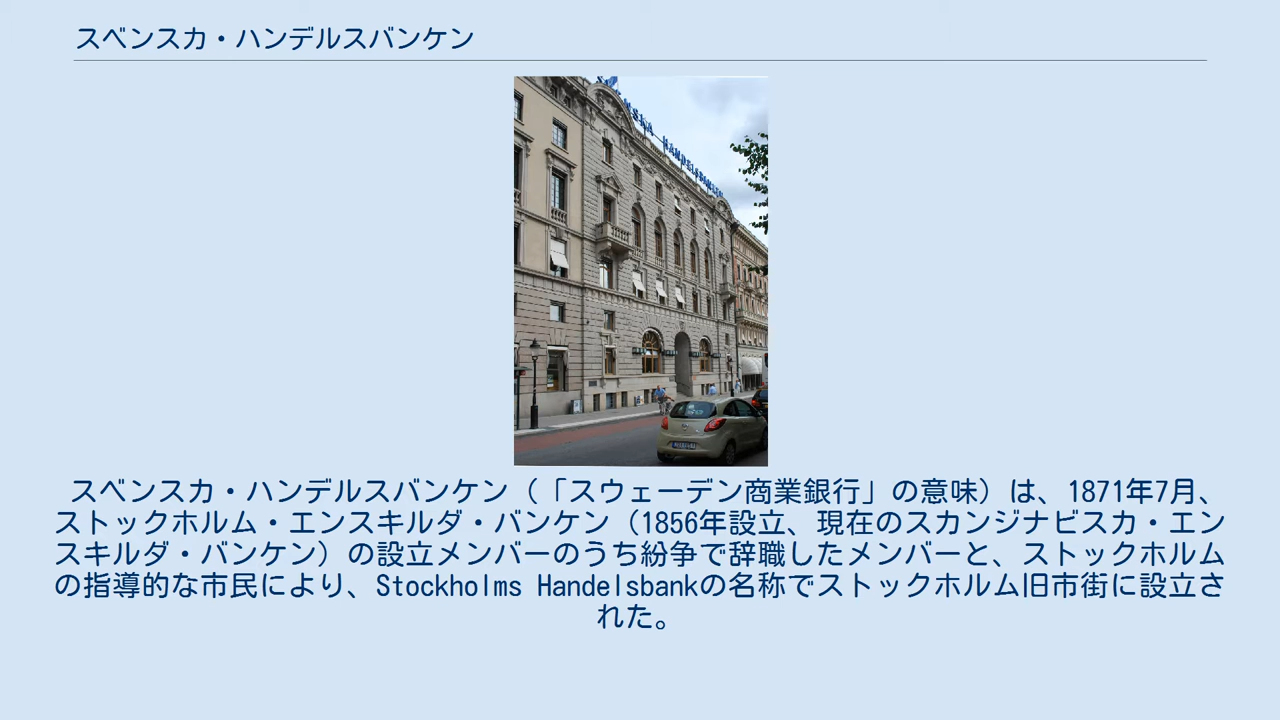 スベンスカ・ハンデルスバンケン
SVENSKA HANDELSBANKEN
スベンスカ・ハンデルスバンケン（「スウェーデン商業銀行」の意味）は、1871年7月、
ストックホルム・エンスキルダ・バンケン（1856年設立、現在のスカンジナビスカ・エン
スキルダ・バンケン）の設立メンバーのうち紛争で辞職したメンバーと、ストックホルム
の指導的な市民により、Stockholms Handelsbankの名称でストックホルム旧市街に設立さ
れた。